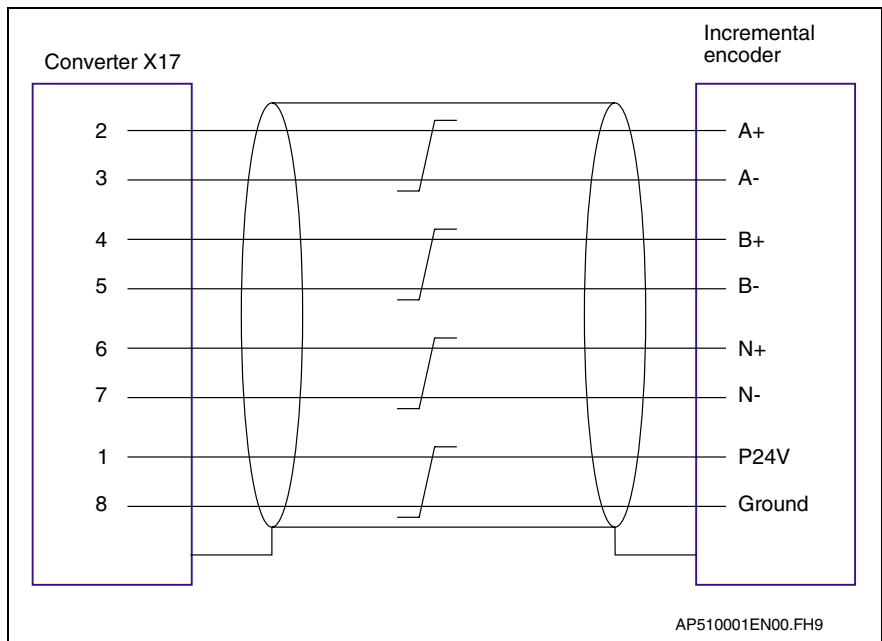 Converter X17
Incremental
encoder
2 A+
3 A-
4 B+
5 B-
6 N+
7 N-
1 P24V
8 Ground
AP510001EN00.FH9